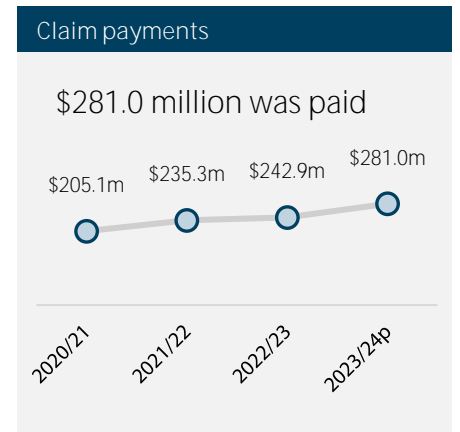 Claim payments
$281.0 million was paid
$205.1m
$235.3m
$242.9m
$281.0m
2020/21
2021/22
2022/23
2023/24p